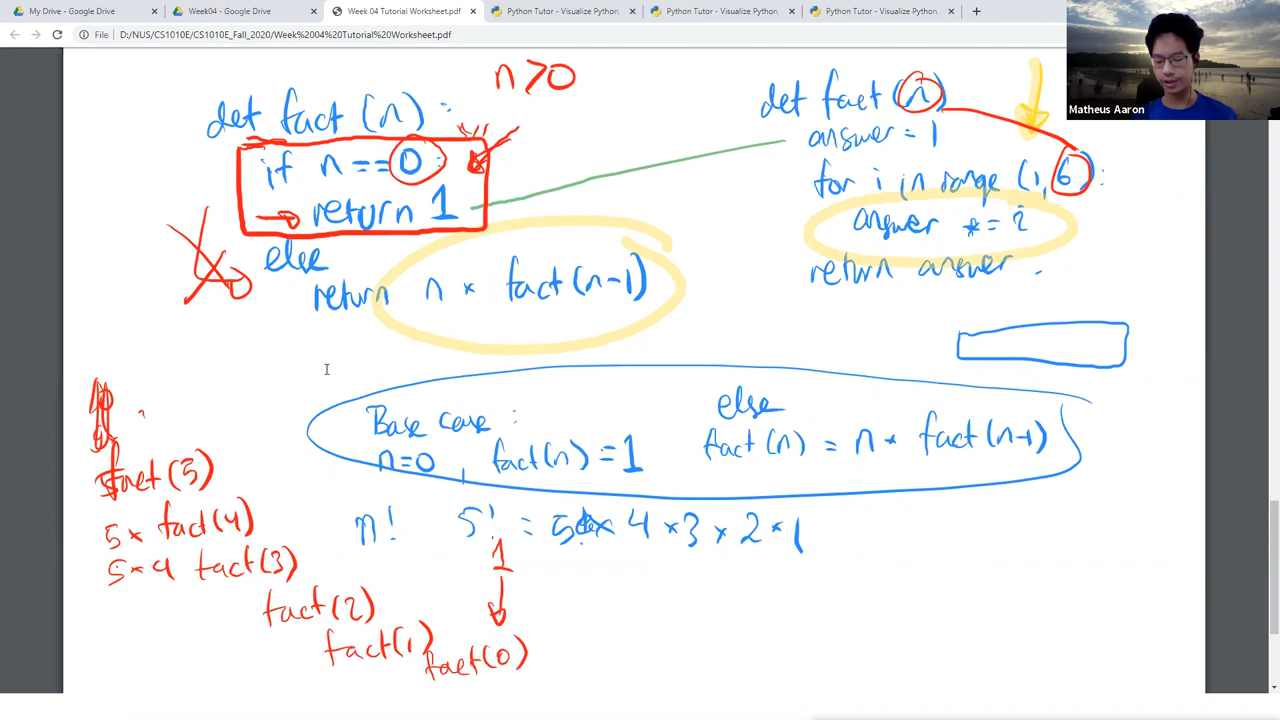 My Drive - Google Drive
Week04 - Google Drive
Week 04 Tutorial Worksheet.pdf
Python Tutor - Visualize Python,
Python Tutor - Visualize Python,
Python Tutor - Visualize Python,
File
D:/NUS/CS1010E/CS1010E_Fall_2020/Week%2004%20Tutorial%20Worksheet.pdf
Matheus Aaron
n>0
def fact (n) :
if n == 0 :
return 1
else
return n * fact(n-1)
def fact (n)
answer = 1
for i in range (1, 6):
answer *= i
return answer .
Base case :
n=0 , fact(n) = 1
else
fact(n) = n * fact(n-1)
fact(5)
5 * fact(4)
5 * 4 fact(3)
fact(2)
fact(1)
fact(0)
n! 5! = 5 * 4 * 3 * 2 * 1
1